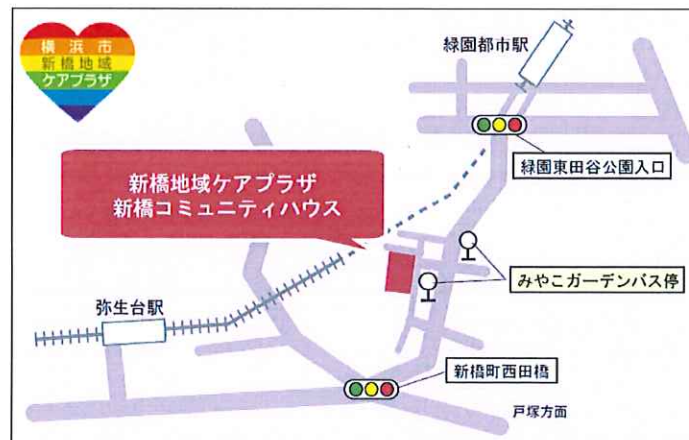 横浜市
新橋地域
ケアプラザ
緑園都市駅
緑園東田谷公園入口
新橋地域ケアプラザ
新橋コミュニティハウス
みやこガーデンバス停
弥生台駅
新橋町西田橋
戸塚方面